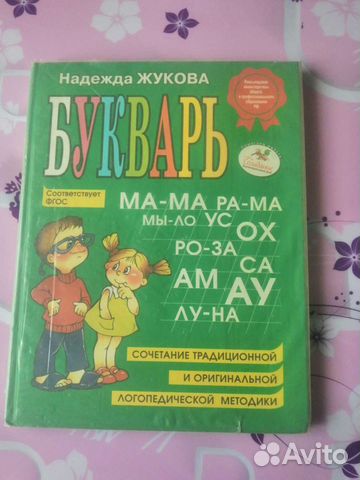 Надежда ЖУКОВА
БУКВАРЬ
Соответствует
ФГОС
МА-МА РА-МА
МЫ-ЛО УС ОХ
РО-ЗА СА
АМ АУ
ЛУ-НА
СОЧЕТАНИЕ ТРАДИЦИОННОЙ
И ОРИГИНАЛЬНОЙ
ЛОГОПЕДИЧЕСКОЙ МЕТОДИКИ
Avito